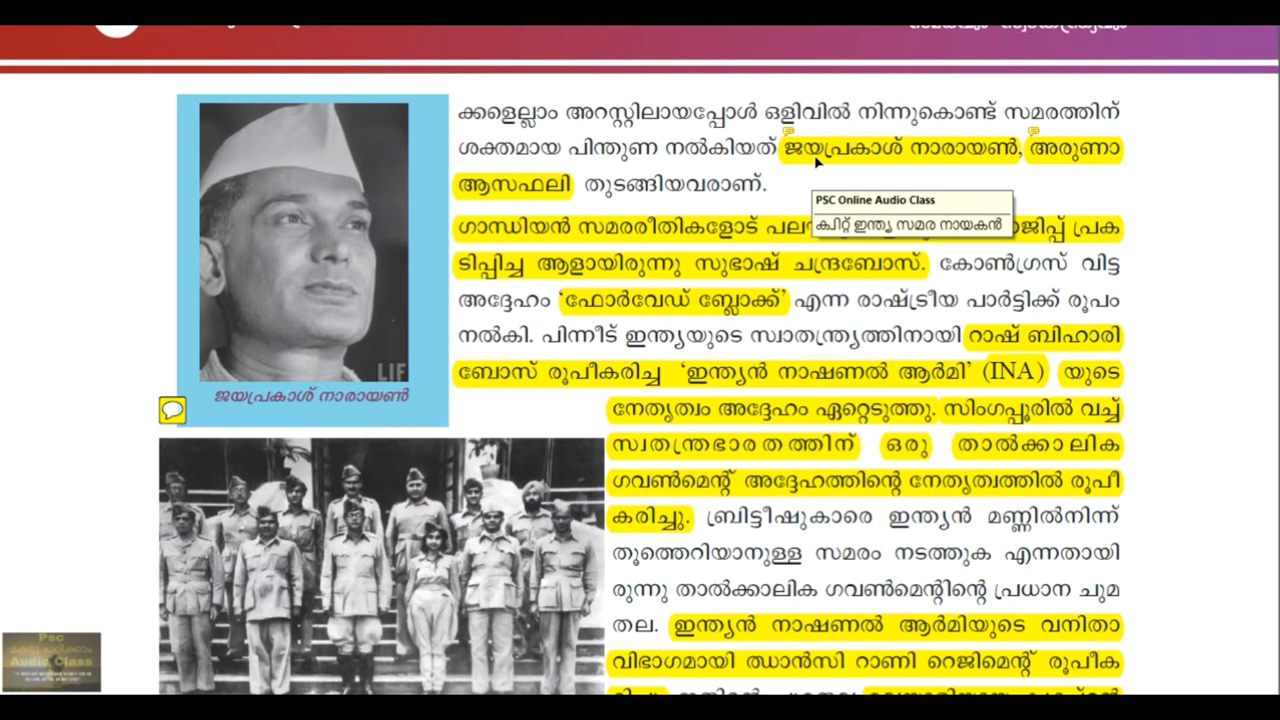 ക്കളെല്ലാം അറസ്റ്റിലായപ്പോൾ ഒളിവിൽ നിന്നുകൊണ്ട് സമരത്തിന്
ശക്തമായ പിന്തുണ നൽകിയത് ജയപ്രകാശ് നാരായൺ, അരുണാ
ആസഫലി തുടങ്ങിയവരാണ്.
PSC Online Audio Class
ക്വിറ്റ് ഇന്ത്യ സമര നായകൻ
ഗാന്ധിയൻ സമരരീതികളോട് പല പ്രക
ടിപ്പിച്ച ആളായിരുന്നു സുഭാഷ് ചന്ദ്രബോസ്. കോൺഗ്രസ് വിട്ട
അദ്ദേഹം 'ഫോർവേഡ് ബ്ലോക്ക്' എന്ന രാഷ്ട്രീയ പാർട്ടിക്ക് രൂപം
നൽകി. പിന്നീട് ഇന്ത്യയുടെ സ്വാതന്ത്ര്യത്തിനായി റാഷ് ബിഹാരി
ബോസ് രൂപീകരിച്ച 'ഇന്ത്യൻ നാഷണൽ ആർമി' (INA) യുടെ
നേതൃത്വം അദ്ദേഹം ഏറ്റെടുത്തു. സിംഗപ്പൂരിൽ വച്ച്
സ്വതന്ത്രഭാരതത്തിന് ഒരു താൽക്കാലിക
ഗവൺമെന്റ് അദ്ദേഹത്തിന്റെ നേതൃത്വത്തിൽ രൂപീ
കരിച്ചു. ബ്രിട്ടീഷുകാരെ ഇന്ത്യൻ മണ്ണിൽനിന്ന്
തൂത്തെറിയാനുള്ള സമരം നടത്തുക എന്നതായി
രുന്നു താൽക്കാലിക ഗവൺമെന്റിന്റെ പ്രധാന ചുമ
തല. ഇന്ത്യൻ നാഷണൽ ആർമിയുടെ വനിതാ
വിഭാഗമായി ഝാൻസി റാണി റെജിമെന്റ് രൂപീക
LIF
ജയപ്രകാശ് നാരായൺ
Psc
Audio Class